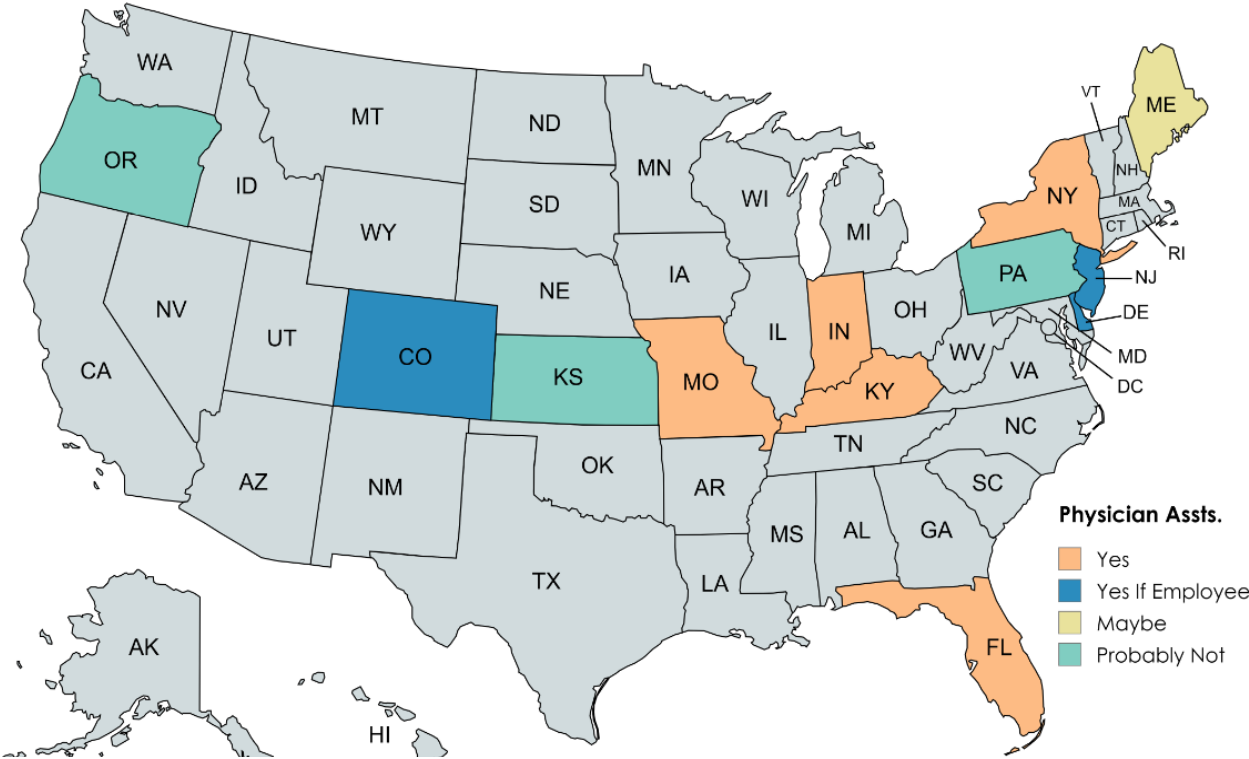 WA
MT
ND
MN
OR
ID
SD
WI
MI
VT
ME
NY
NH
MA
CT
RI
WY
NE
IA
PA
NJ
DE
MD
DC
NV
UT
CO
KS
MO
IL
IN
OH
WV
VA
KY
CA
AZ
NM
OK
AR
TN
NC
SC
MS
AL
GA
TX
LA
FL
AK
HI
Physician Assts.
Yes
Yes If Employee
Maybe
Probably Not